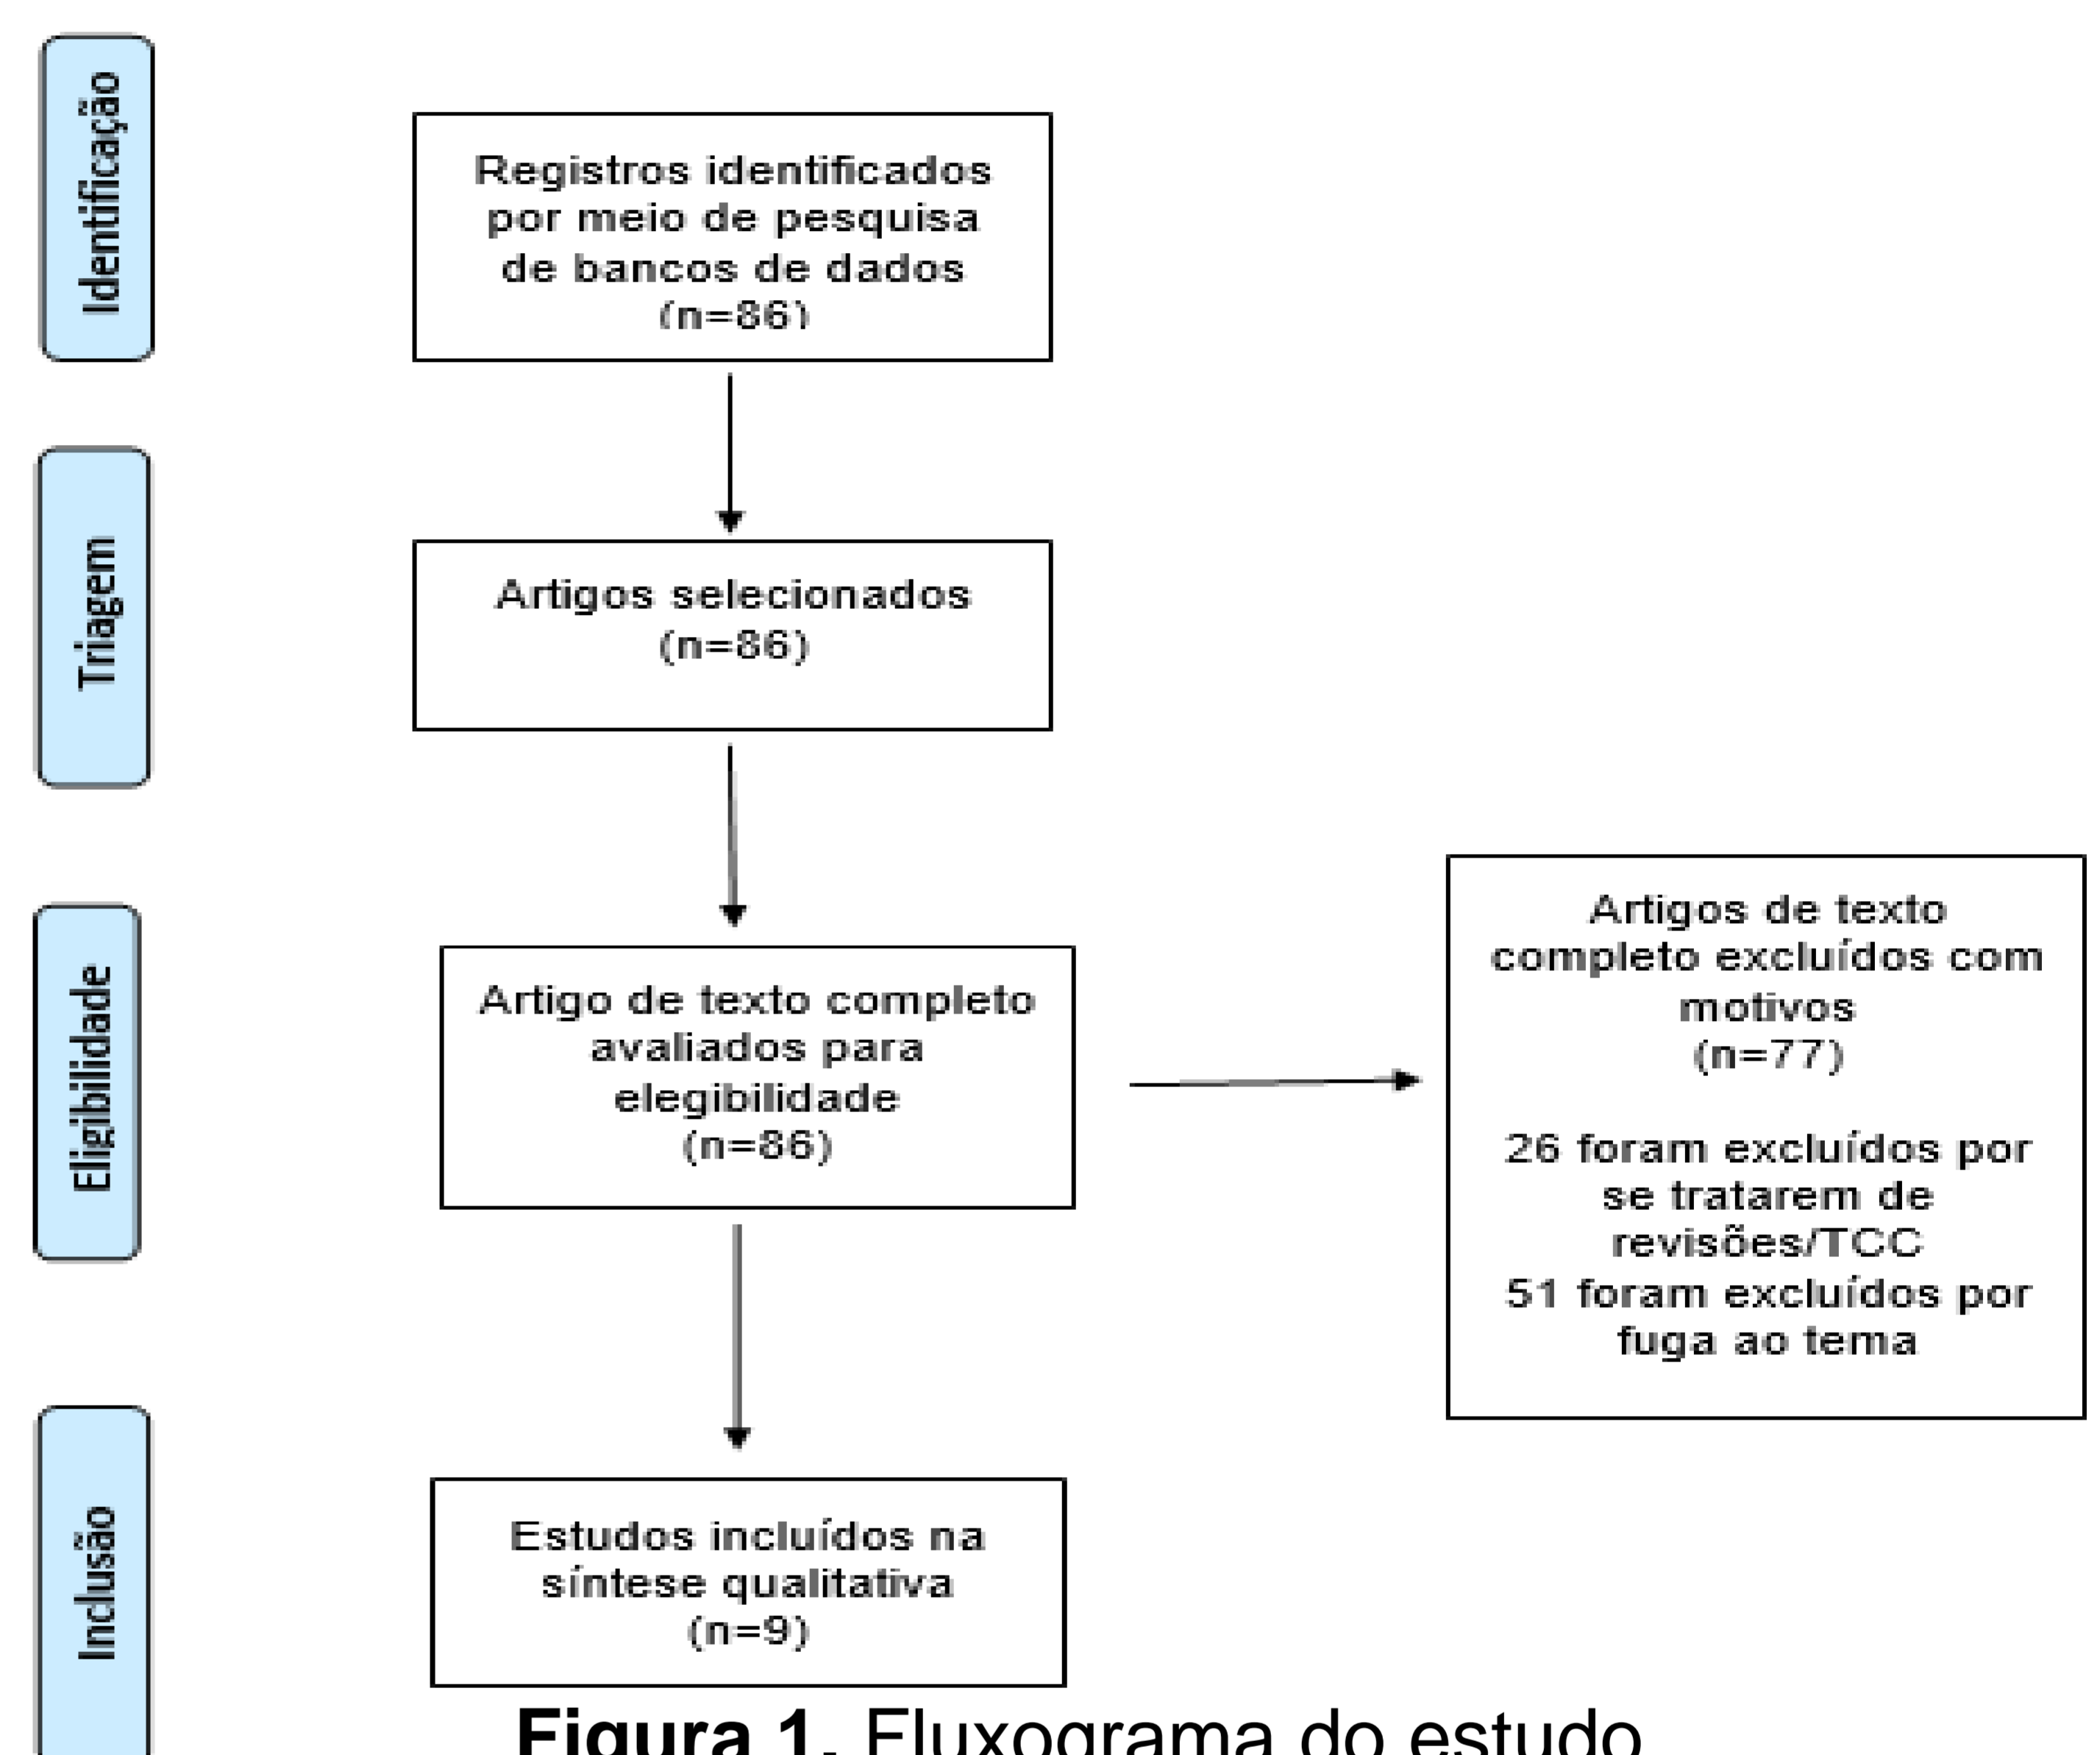 Identificação
Registros identificados
por meio de pesquisa
de bancos de dados
(n=86)
Triagem
Artigos selecionados
(n=86)
Eligibilidade
Artigo de texto completo
avaliados para
elegibilidade
(n=86)
Artigos de texto
completo excluídos com
motivos
(n=77)
26 foram excluídos por
se tratarem de
revisões/TCC
51 foram excluídos por
fuga ao tema
Inclusão
Estudos incluídos na
síntese qualitativa
(n=9)
Figura 1. Fluxograma do estudo